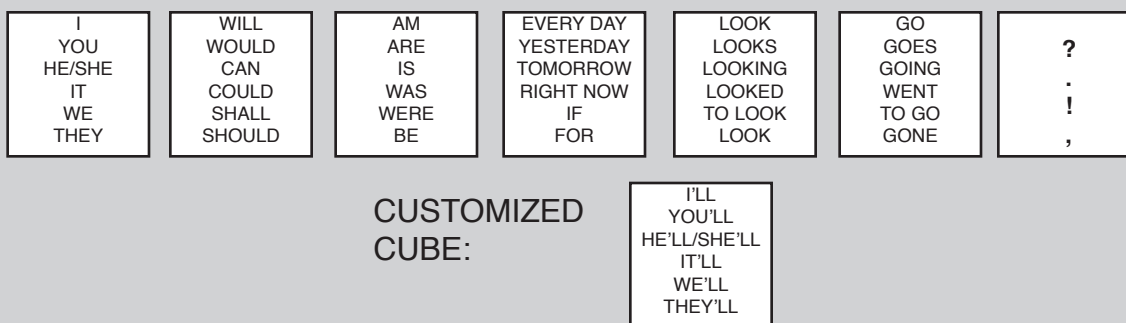 I
YOU
HE/SHE
IT
WE
THEY
WILL
WOULD
CAN
COULD
SHALL
SHOULD
AM
ARE
IS
WAS
WERE
BE
EVERY DAY
YESTERDAY
TOMORROW
RIGHT NOW
IF
FOR
LOOK
LOOKS
LOOKING
LOOKED
TO LOOK
LOOK
GO
GOES
GOING
WENT
TO GO
GONE
?
.
!
,
CUSTOMIZED
CUBE:
I'LL
YOU'LL
HE'LL/SHE'LL
IT'LL
WE'LL
THEY'LL